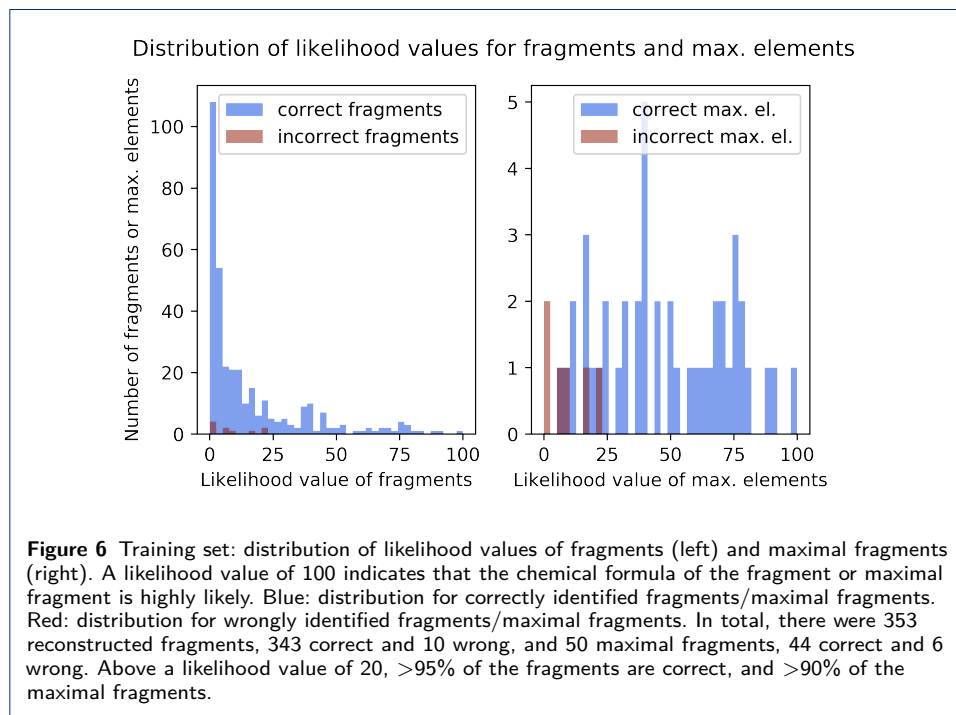 Distribution of likelihood values for fragments and max. elements
Number of fragments or max. elements
correct fragments
incorrect fragments
100
80
60
40
20
0
0 25 50 75 100
Likelihood value of fragments
correct max. el.
incorrect max. el.
5
4
3
2
1
0
0 25 50 75 100
Likelihood value of max. elements
Figure 6 Training set: distribution of likelihood values of fragments (left) and maximal fragments
(right). A likelihood value of 100 indicates that the chemical formula of the fragment or maximal
fragment is highly likely. Blue: distribution for correctly identified fragments/maximal fragments.
Red: distribution for wrongly identified fragments/maximal fragments. In total, there were 353
reconstructed fragments, 343 correct and 10 wrong, and 50 maximal fragments, 44 correct and 6
wrong. Above a likelihood value of 20, >95% of the fragments are correct, and >90% of the
maximal fragments.